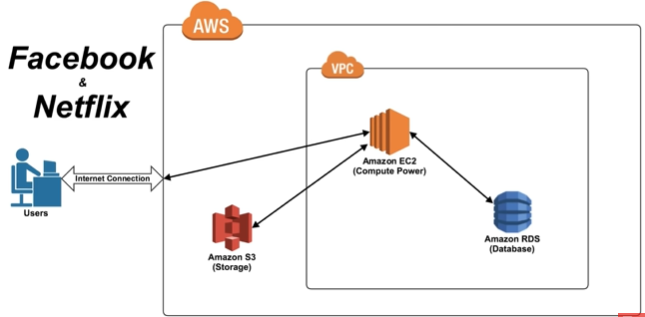 AWS
Facebook
&
Netflix
VPC
Amazon EC2
(Compute Power)
Internet Connection
Users
Amazon S3
(Storage)
Amazon RDS
(Database)